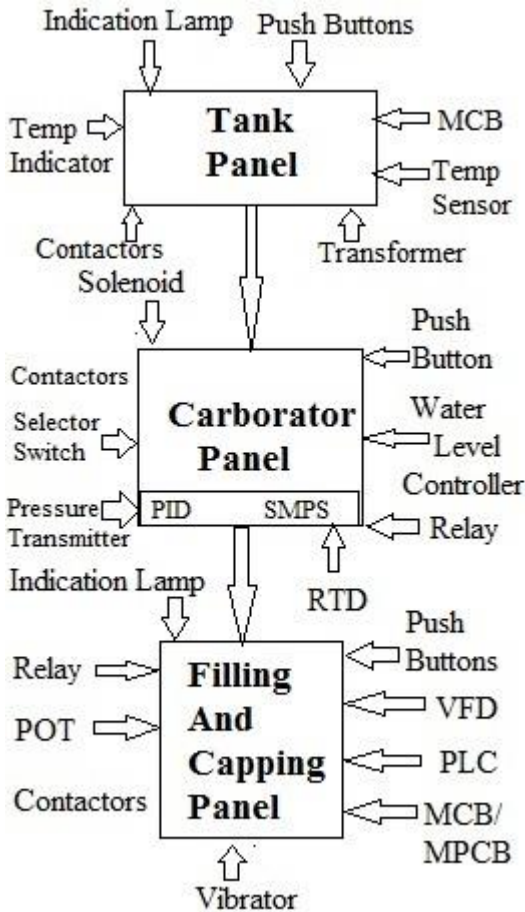 Indication Lamp
Push Buttons
Tank
Panel
Temp
Indicator
MCB
Temp
Sensor
Contactors
Transformer
Solenoid
Push
Button
Contactors
Carborator
Panel
Selector
Switch
Water
Level
Controller
Pressure
Transmitter
PID SMPS
Relay
Indication Lamp
RTD
Push
Buttons
Relay
Filling
And
Capping
Panel
POT
VFD
PLC
Contactors
MCB/
MPCB
Vibrator